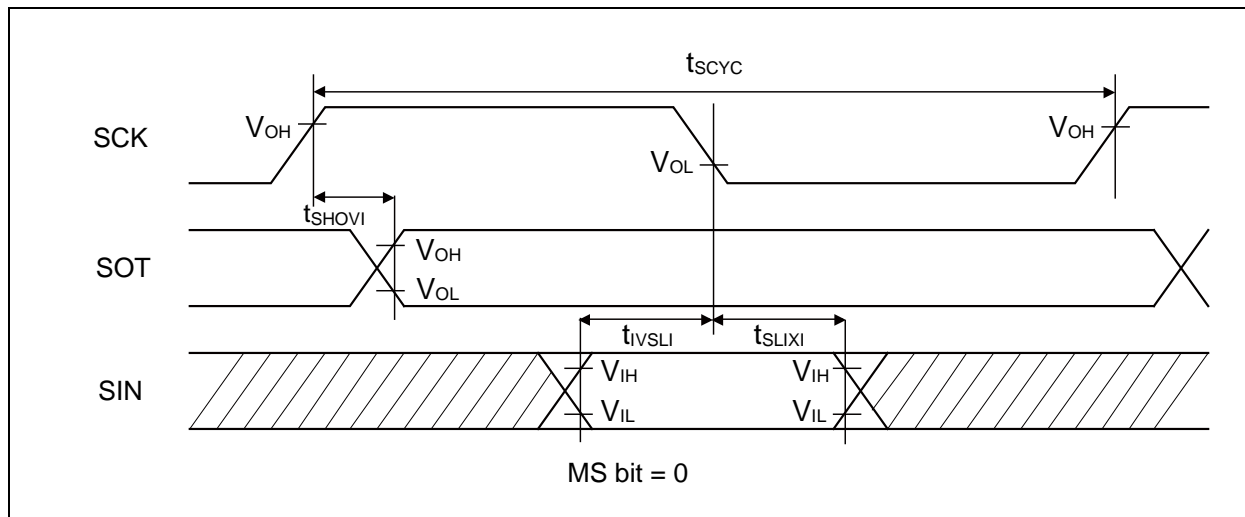 tSCYC
SCK
VOH
VOL
VOH
tSHOVI
SOT
VOH
VOL
tIVSLI
tSLIXI
SIN
VIH
VIL
VIH
VIL
MS bit = 0